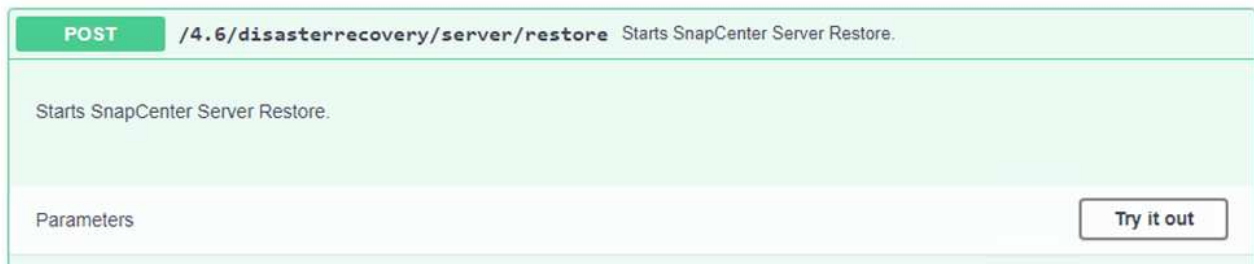 POST /4.6/disasterrecovery/server/restore Starts SnapCenter Server Restore.
Starts SnapCenter Server Restore.
Parameters Try it out